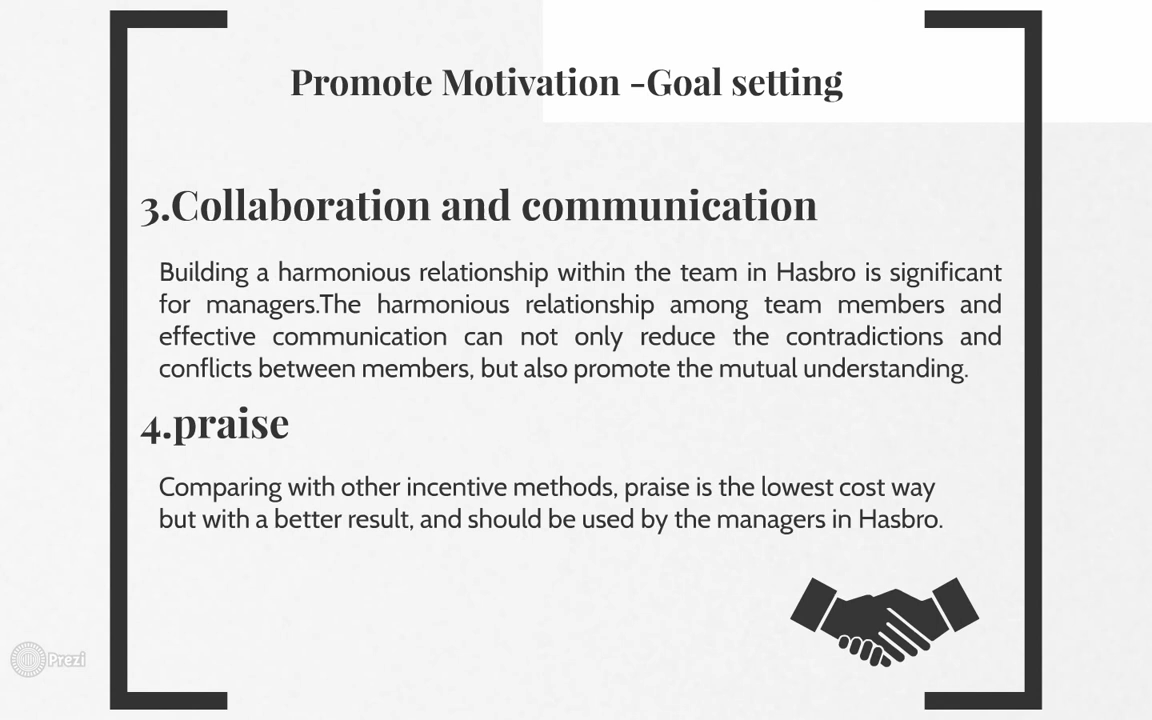 Promote Motivation -Goal setting
3.Collaboration and communication
Building a harmonious relationship within the team in Hasbro is significant
for managers.The harmonious relationship among team members and
effective communication can not only reduce the contradictions and
conflicts between members, but also promote the mutual understanding.
4.praise
Comparing with other incentive methods, praise is the lowest cost way
but with a better result, and should be used by the managers in Hasbro.
Prezi